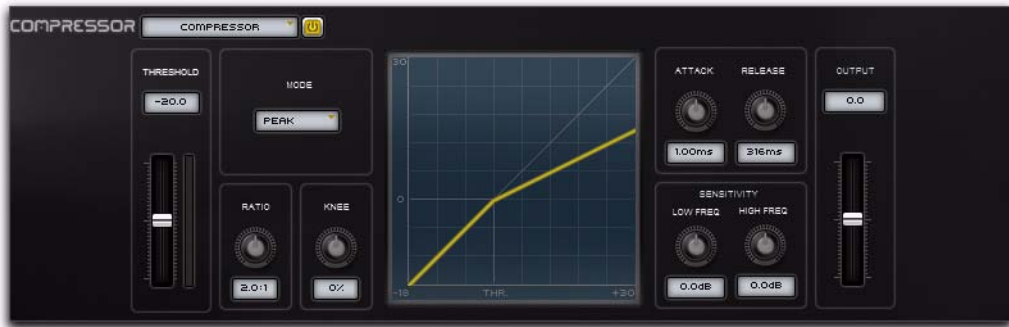 COMPRESSOR
COMPRESSOR
THRESHOLD
-20.0
MODE
PEAK
RATIO
2.0:1
KNEE
0%
30
0
-18
THR.
+30
ATTACK
RELEASE
1.00ms
316ms
SENSITIVITY
LOW FREQ
HIGH FREQ
0.0dB
0.0dB
OUTPUT
0.0